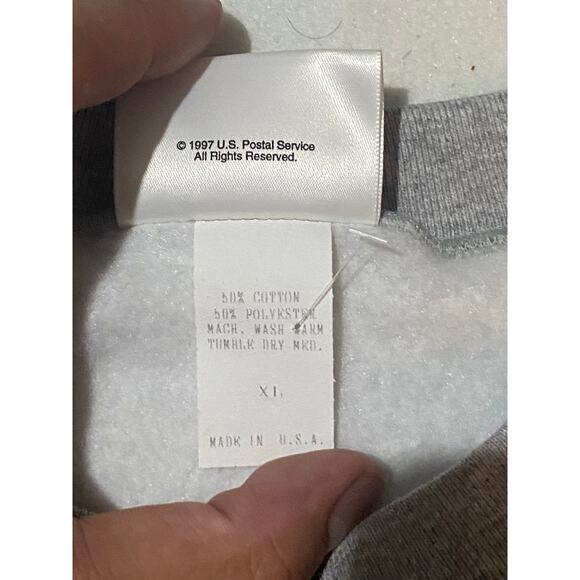 © 1997 U.S. Postal Service
All Rights Reserved.
50% COTTON
50% POLYESTER
MACH. WASH WARM
TUMBLE DRY MED.
XL
MADE IN U.S.A.